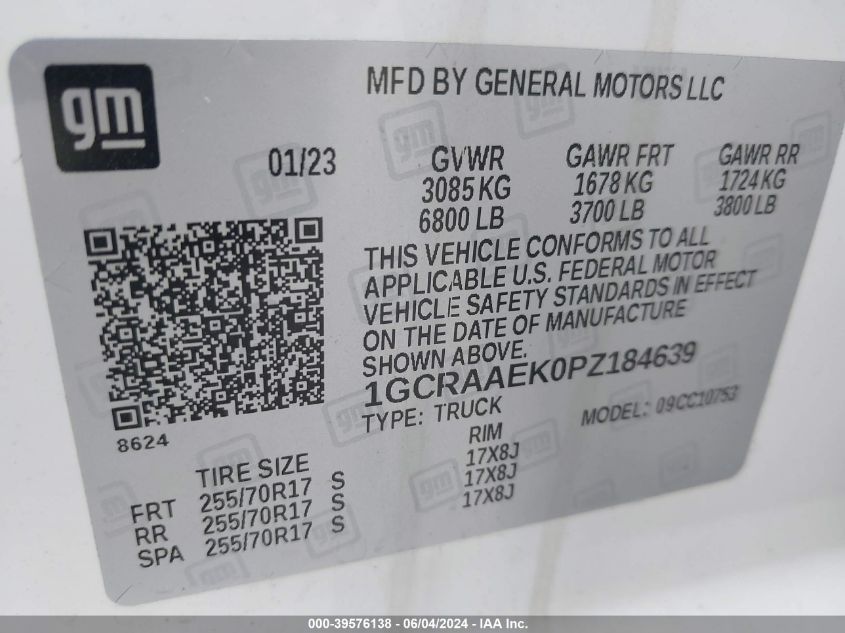 gm
MFD BY GENERAL MOTORS LLC
01/23
GVWR
3085 KG
6800 LB
GAWR FRT
1678 KG
3700 LB
GAWR RR
1724 KG
3800 LB
THIS VEHICLE CONFORMS TO ALL
APPLICABLE U.S. FEDERAL MOTOR
VEHICLE SAFETY STANDARDS IN EFFECT
ON THE DATE OF MANUFACTURE
SHOWN ABOVE.
1GCRAAEK0PZ184639
TYPE: TRUCK
MODEL: 09CC10753
8624
TIRE SIZE
RIM
FRT 255/70R17 S 17X8J
RR 255/70R17 S 17X8J
SPA 255/70R17 S 17X8J
000-39576138 - 06/04/2024 - IAA Inc.